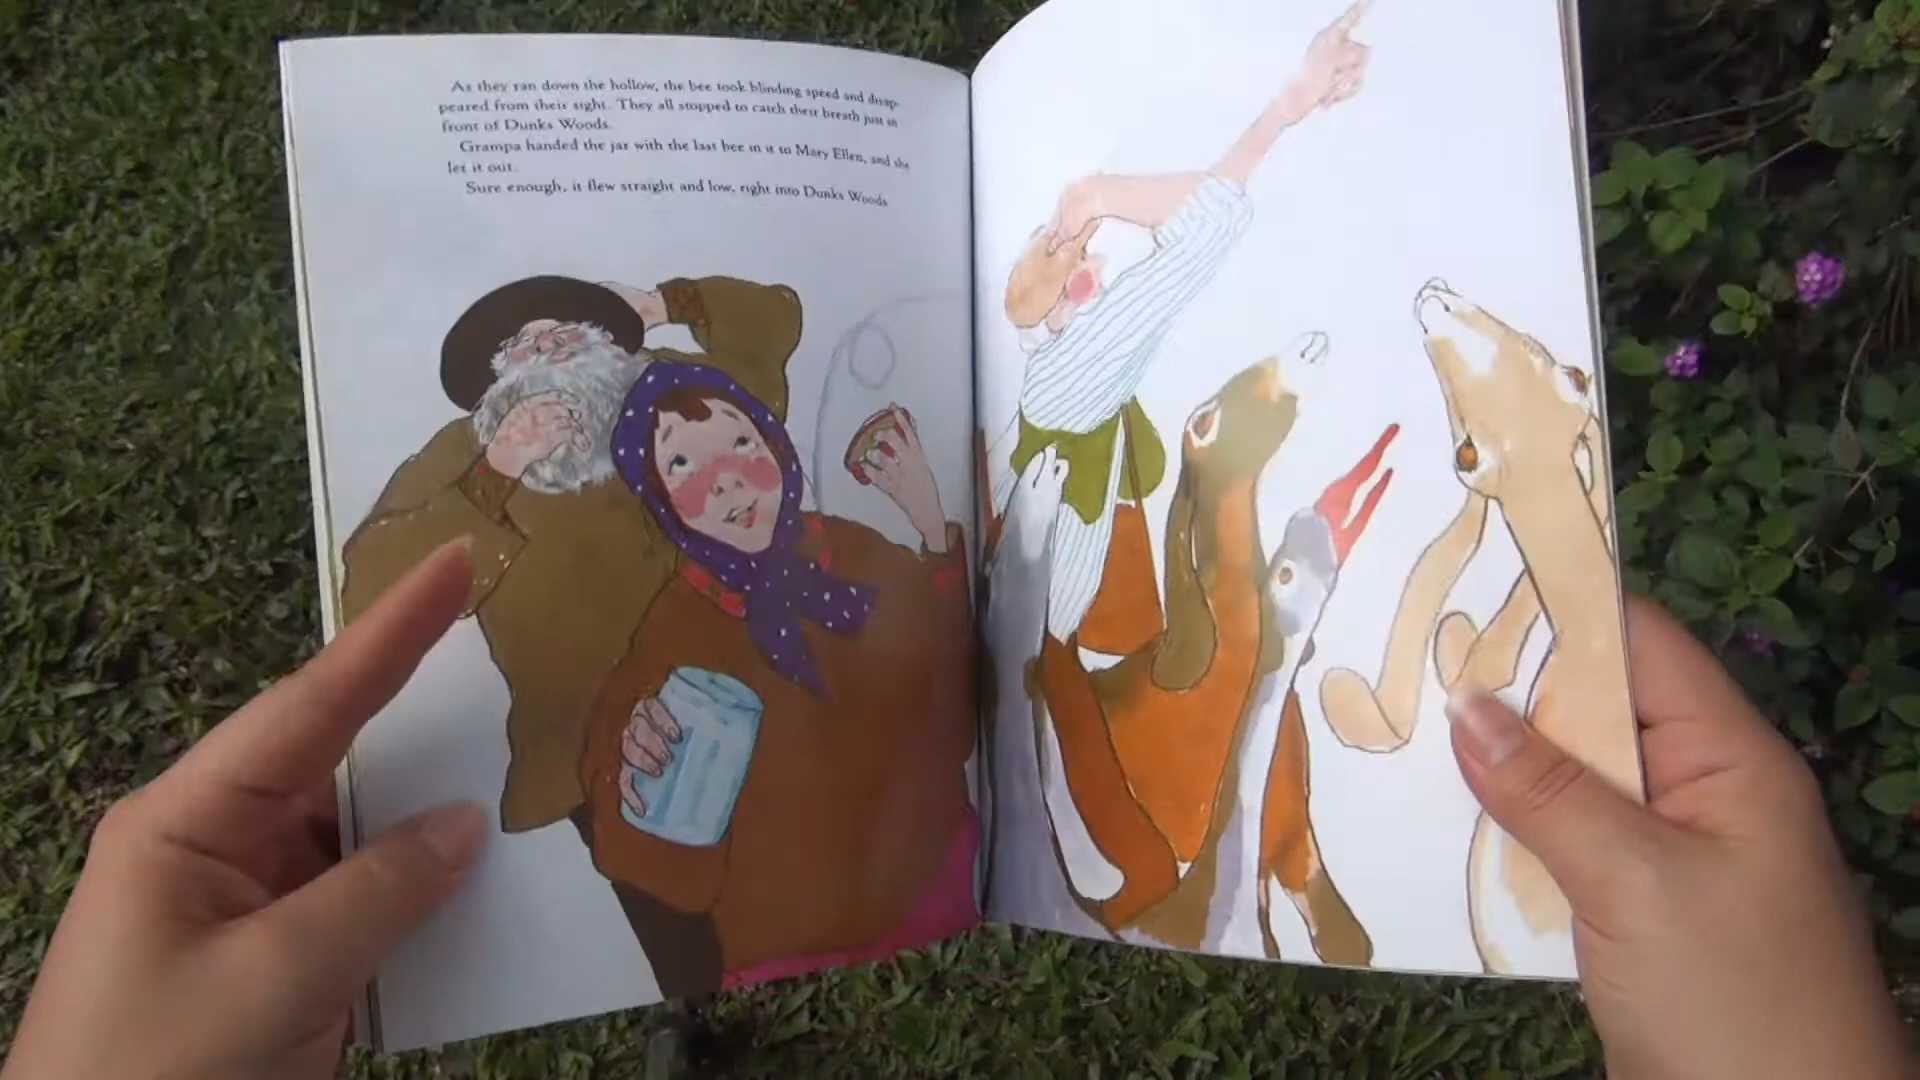 As they ran down the hollow, the bee took blinding speed and disap-
peared from their sight. They all stopped to catch their breath just in
front of Dunks Woods.
Grampa handed the jar with the last bee in it to Mary Ellen, and she
let it out.
Sure enough, it flew straight and low, right into Dunks Woods